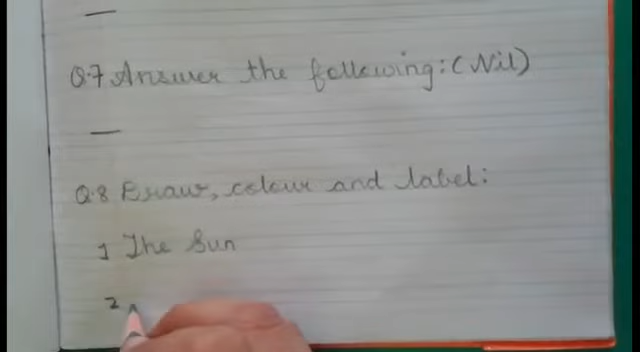 —
Q.7 Answer the following: (Nil)
—
Q.8 Draw, colour and label:
1 The Sun
2